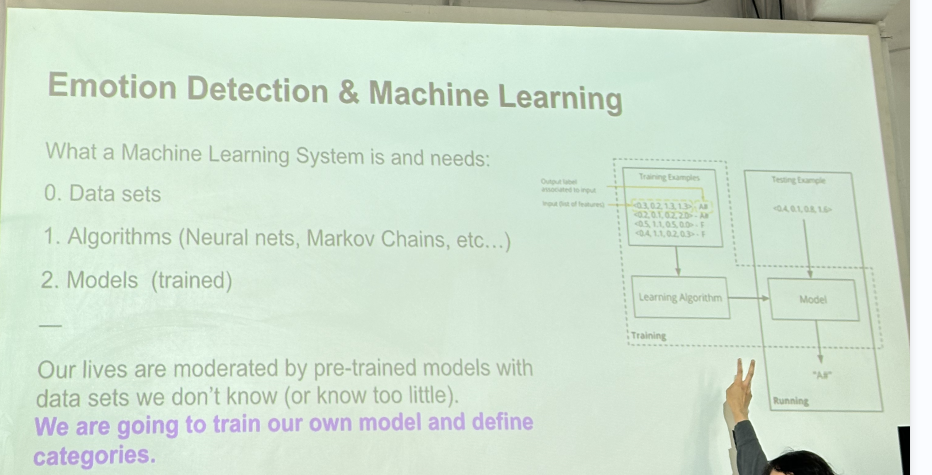 Emotion Detection & Machine Learning
What a Machine Learning System is and needs:
0. Data sets
1. Algorithms (Neural nets, Markov Chains, etc...)
2. Models (trained)
—
Our lives are moderated by pre-trained models with
data sets we don't know (or know too little).
We are going to train our own model and define
categories.
Output label
associated to input
Input (list of features)
Training Examples
<0.3, 0.2, 1.3, 1.3> - A#
<0.2, 0.1, 0.2, 2.0> - A#
<0.5, 1.1, 0.5, 0.0> - F
<0.4, 1.1, 0.2, 0.3> - F
Learning Algorithm
Training
Testing Example
<0.4, 0.1, 0.8, 1.6>
Model
"A#"
Running